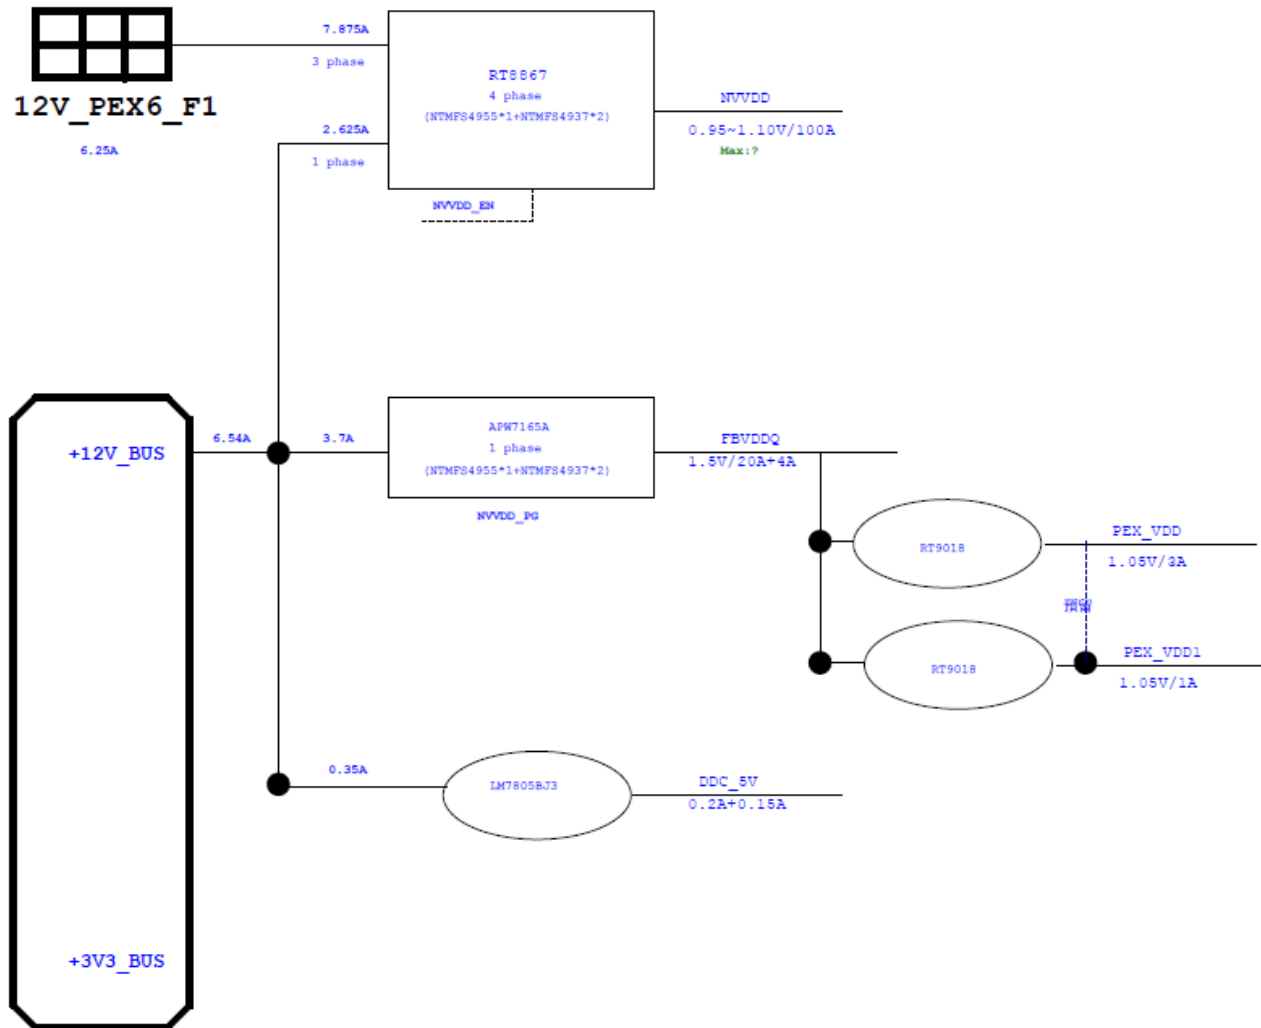 7.875A
3 phase
12V_PEX6_F1
6.25A
RT8867
4 phase
(NTMFS4955*1+NTMFS4937*2)
NVVDD
0.95~1.10V/100A
Max:?
2.625A
1 phase
NVVDD_EN
+12V_BUS
6.54A
3.7A
APW7165A
1 phase
(NTMFS4955*1+NTMFS4937*2)
FBVDDQ
1.5V/20A+4A
NVVDD_PG
RT9018
PEX_VDD
1.05V/3A
RT9018
PEX_VDD1
1.05V/1A
0.35A
LM7805BJ3
DDC_5V
0.2A+0.15A
+3V3_BUS